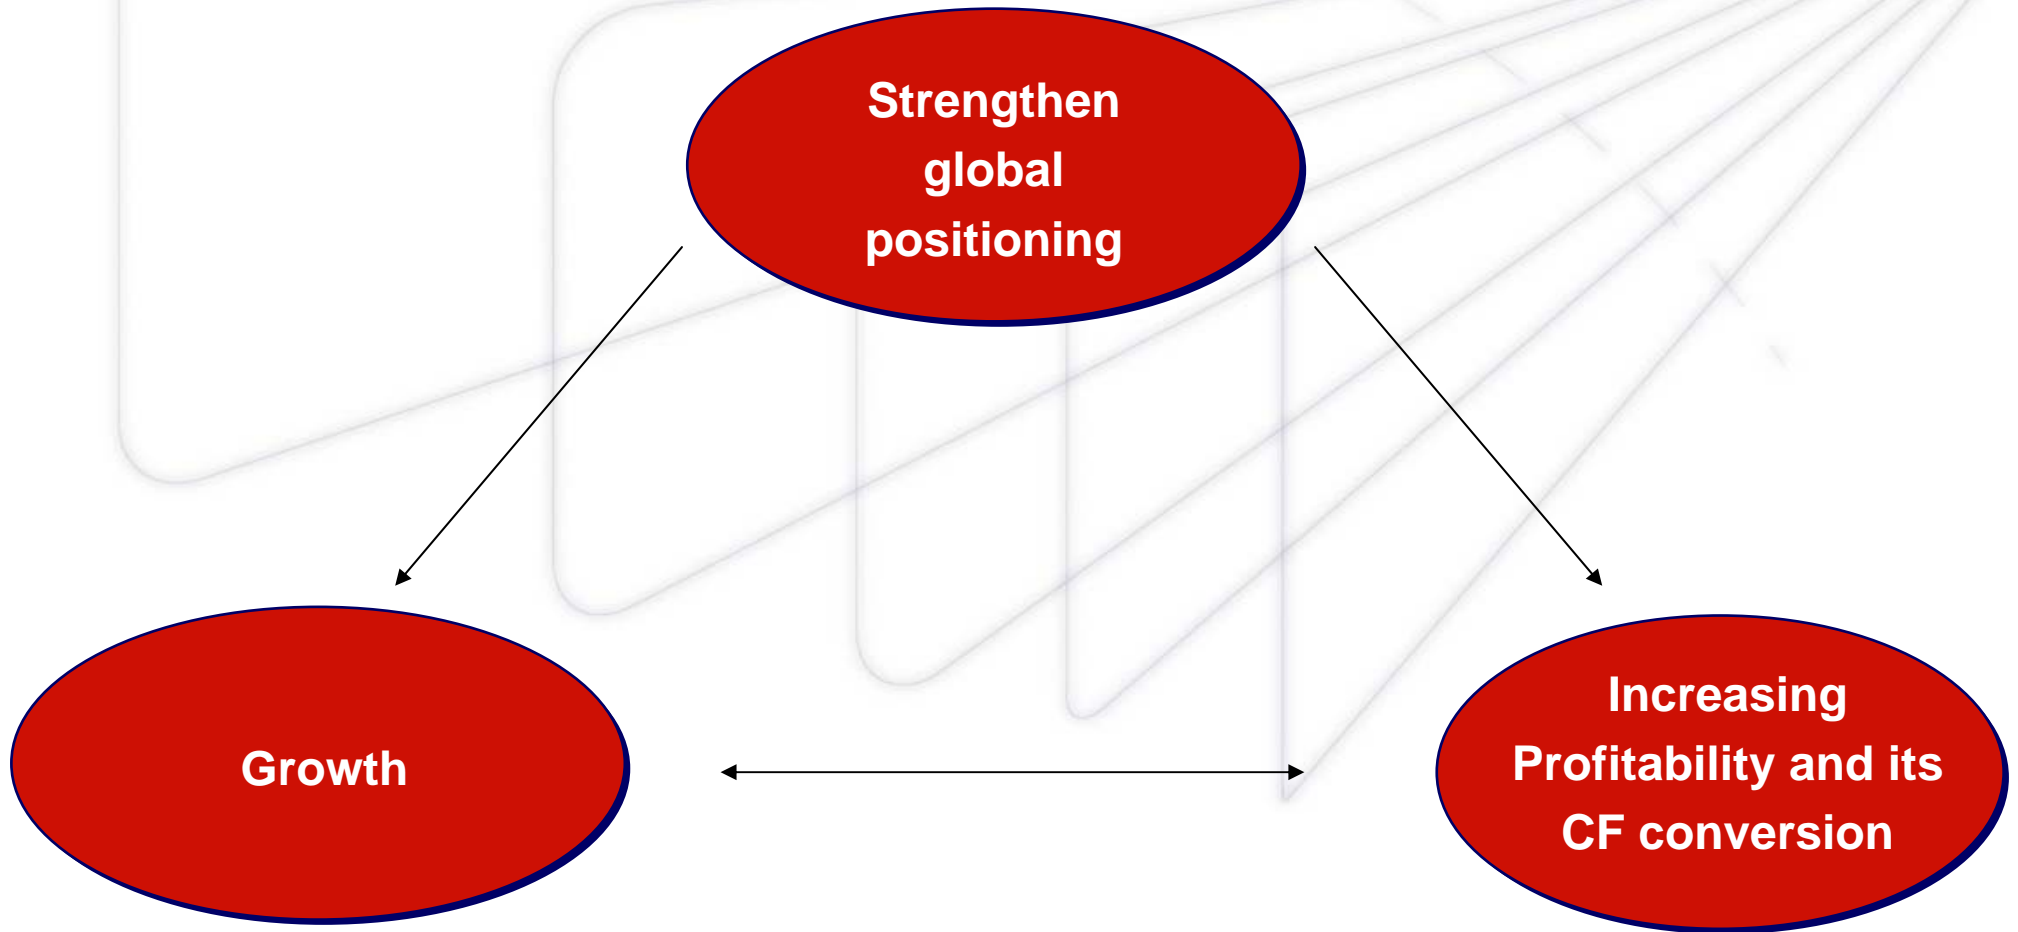 Strengthen
global
positioning
Growth
Increasing
Profitability and its
CF conversion